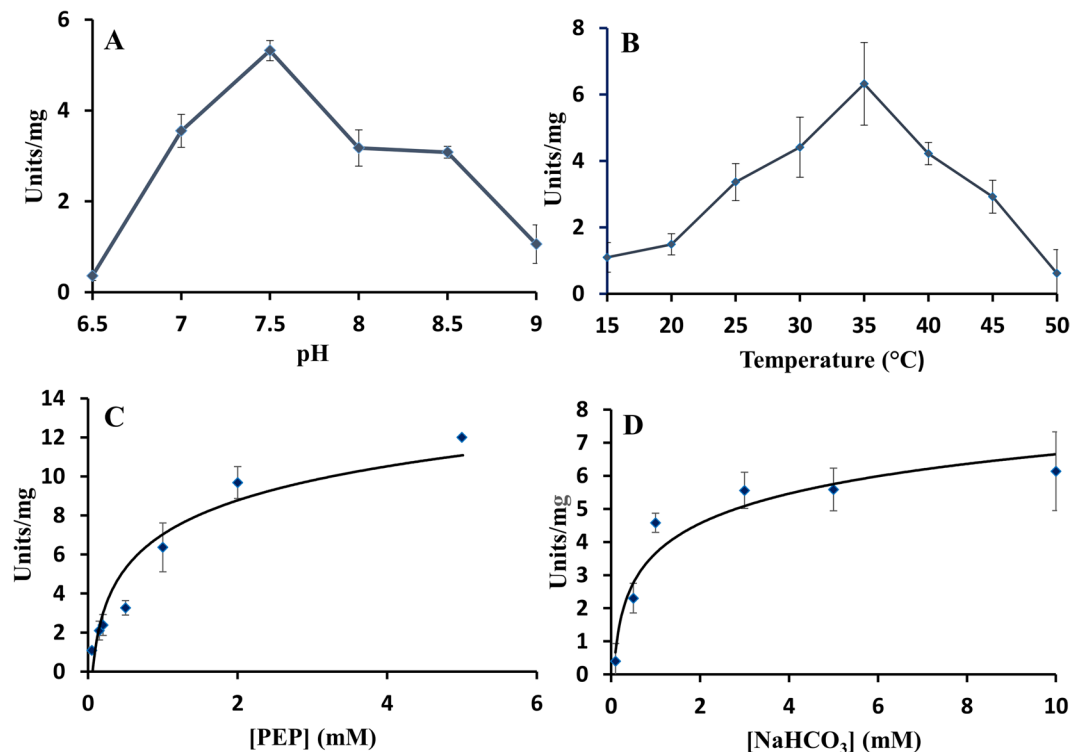 A
Units/mg
6
4
2
0
6.5 7 7.5 8 8.5 9
pH
B
Units/mg
8
6
4
2
0
15 20 25 30 35 40 45 50
Temperature (°C)
C
Units/mg
14
12
10
8
6
4
2
0
0 2 4 6
[PEP] (mM)
D
Units/mg
8
7
6
5
4
3
2
1
0
0 2 4 6 8 10
[NaHCO₃] (mM)